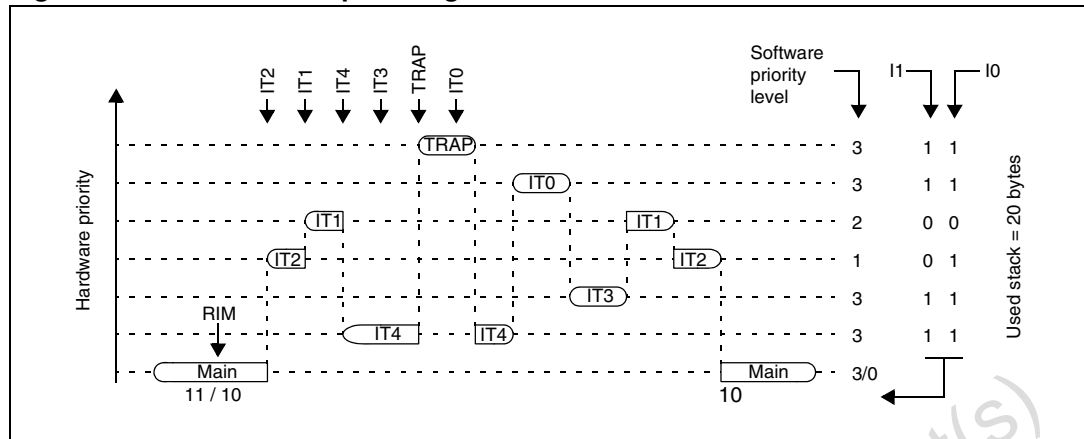 IT2
IT1
IT4
IT3
TRAP
IT0
Software
priority
level
I1
I0
TRAP
3
1 1
IT0
3
1 1
IT1
IT1
2
0 0
IT2
IT2
1
0 1
IT3
3
1 1
RIM
IT4
IT4
3
1 1
Main
Main
3/0
11 / 10
10
Hardware priority
Used stack = 20 bytes
t(s)